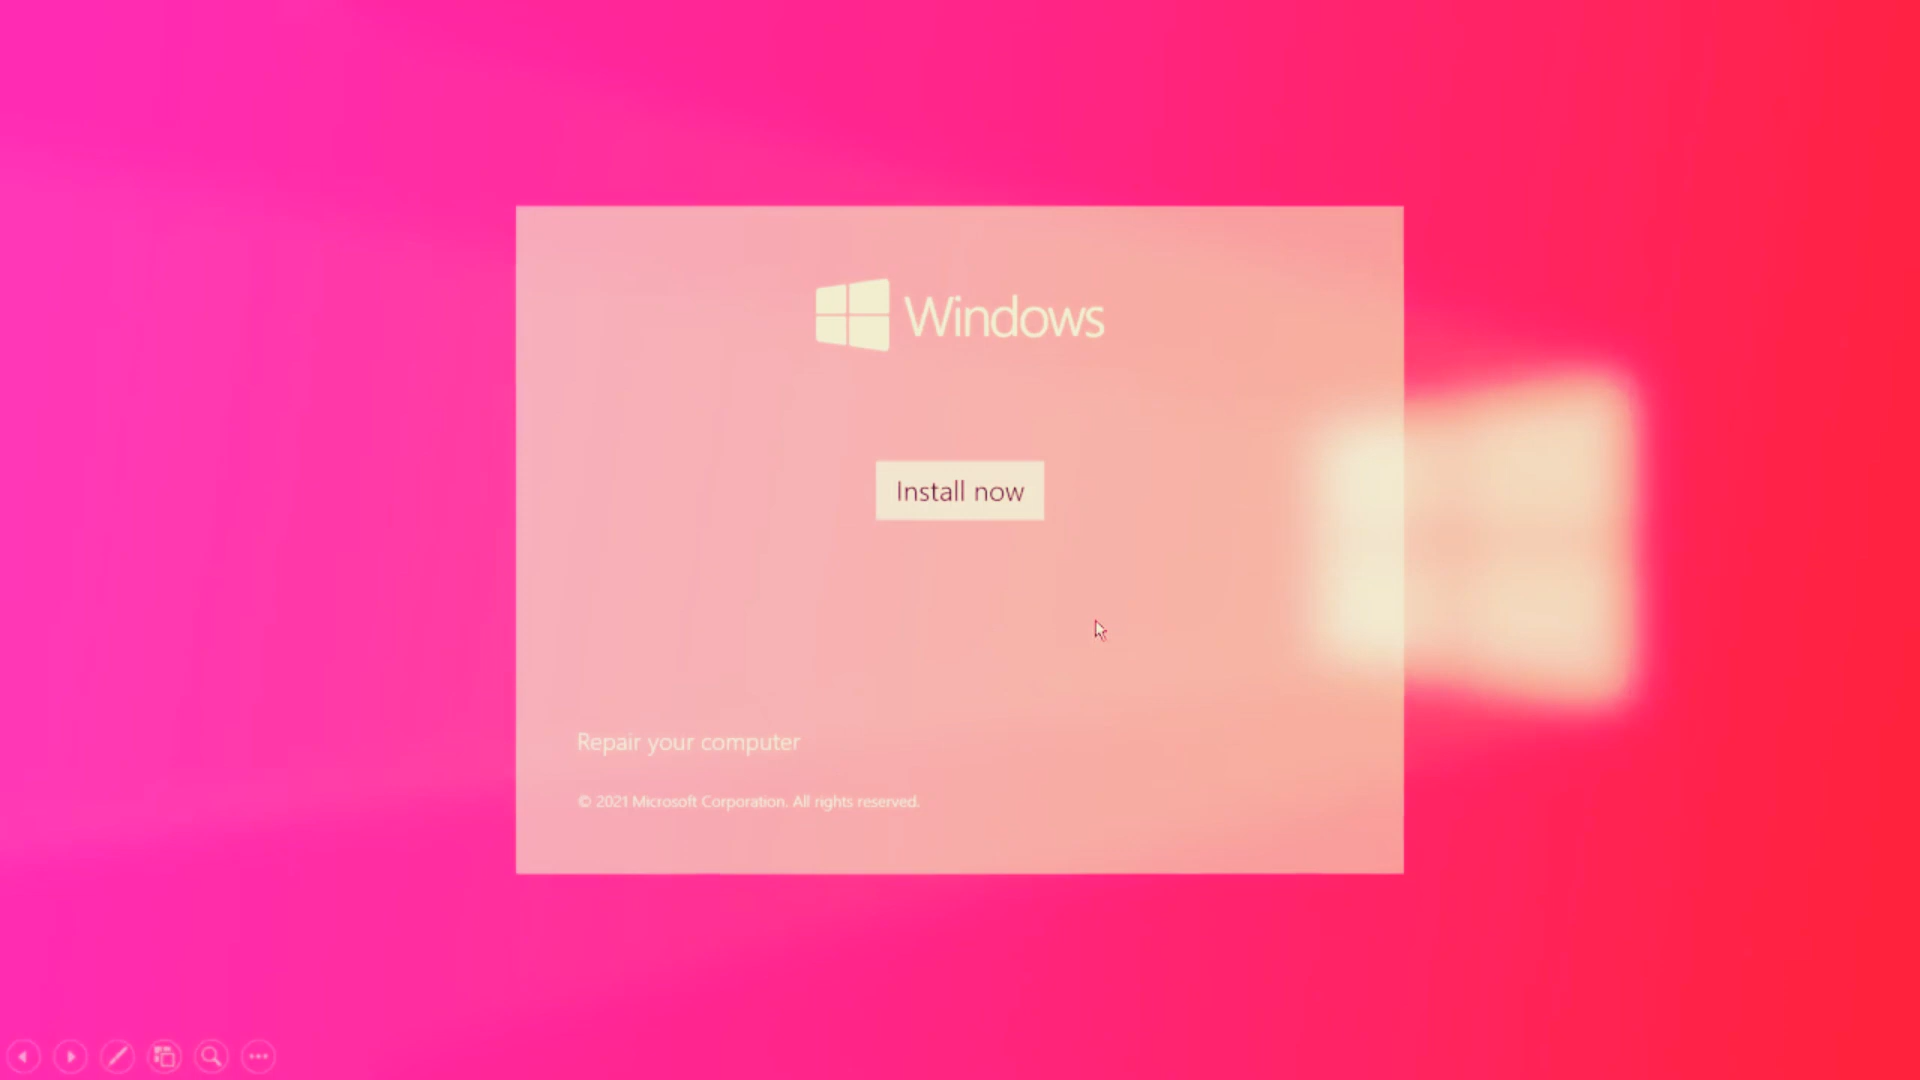 Windows
Install now
Repair your computer
© 2021 Microsoft Corporation. All rights reserved.